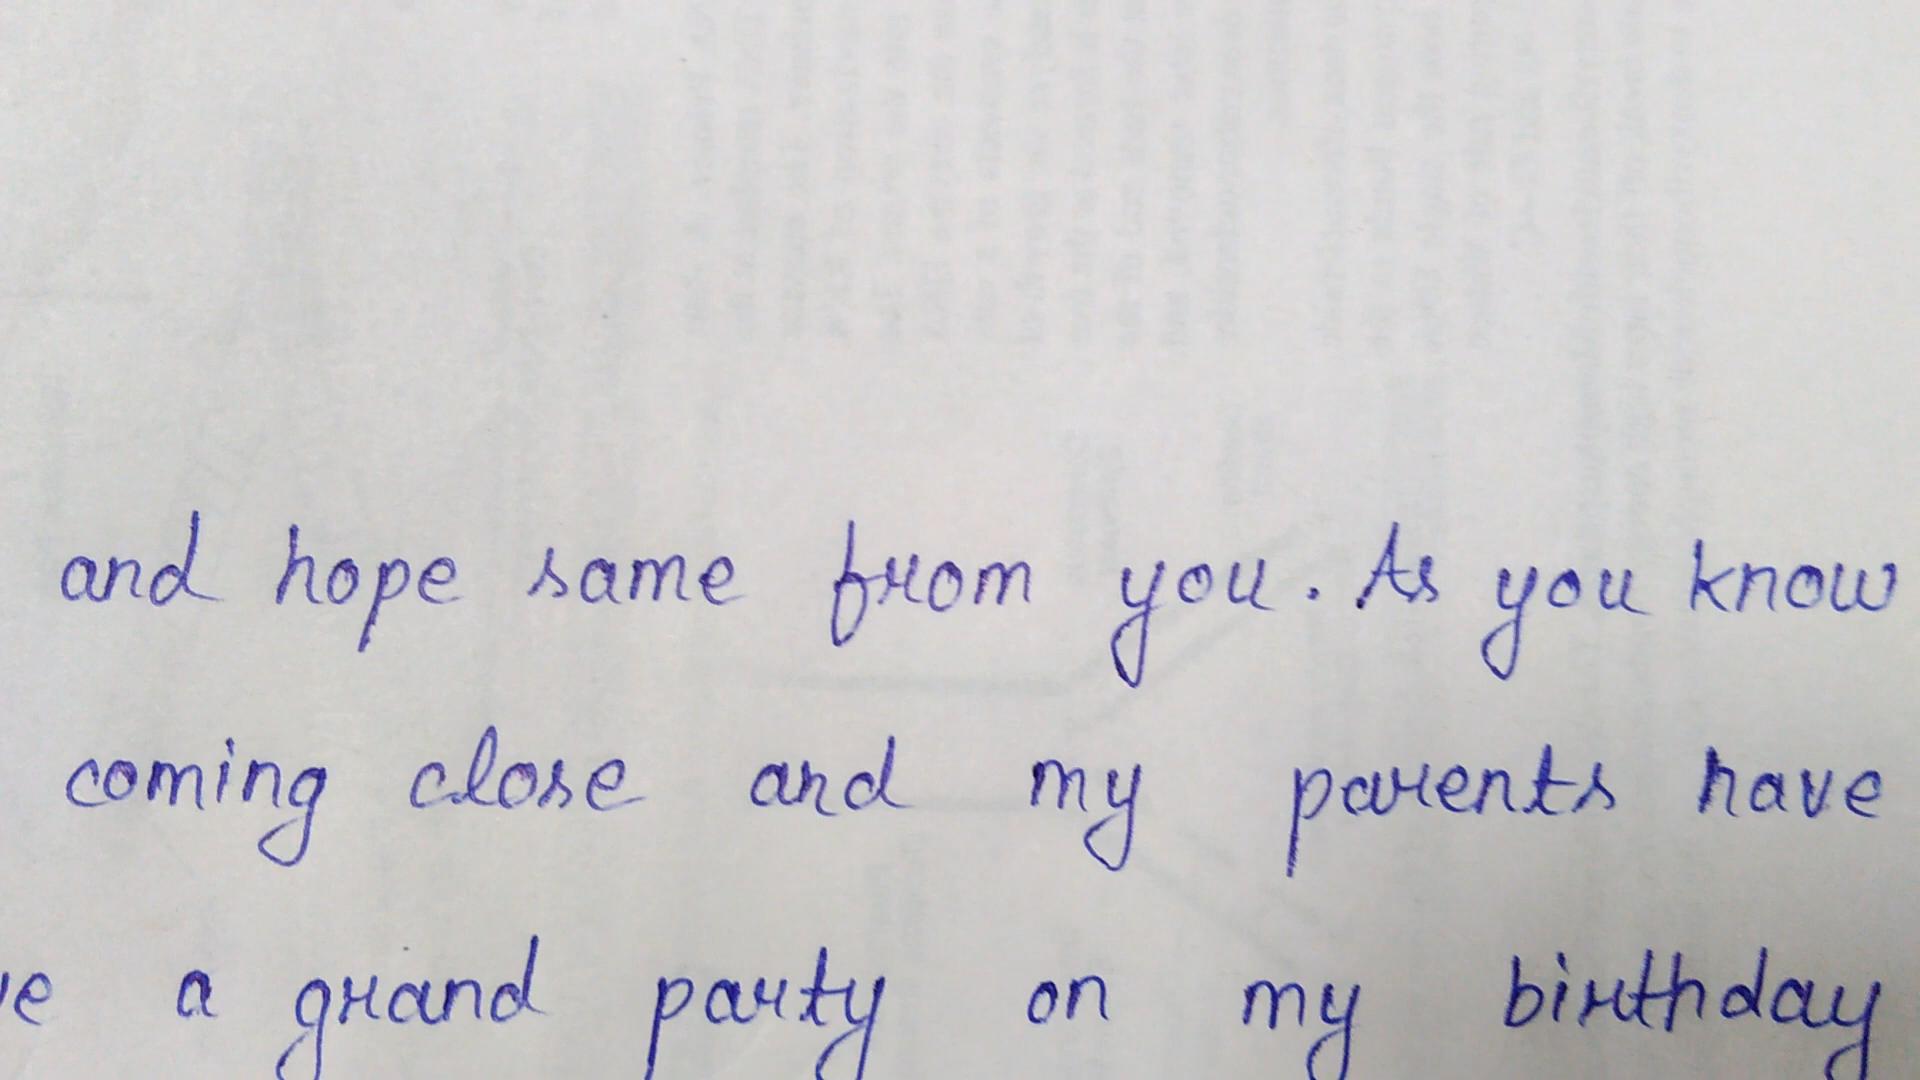 and hope same from you. As you know
coming close and my parents have
a grand party on my birthday